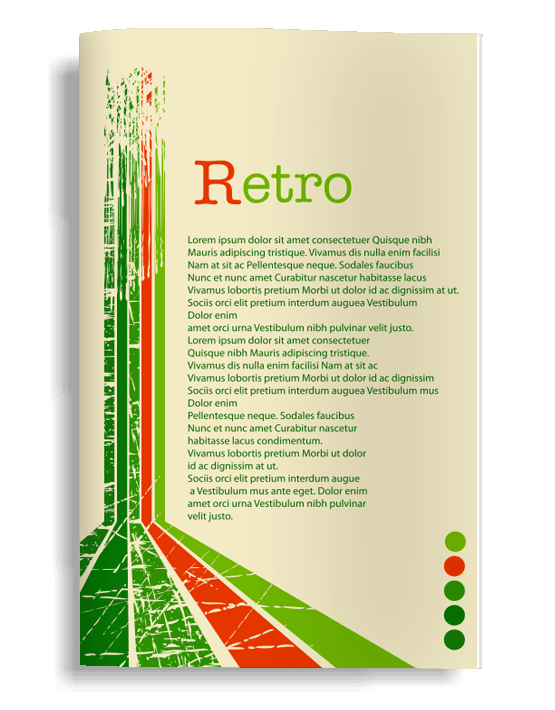 Retro
Lorem ipsum dolor sit amet consectetuer Quisque nibh
Mauris adipiscing tristique. Vivamus dis nulla enim facilisi
Nam at sit ac Pellentesque neque. Sodales faucibus
Nunc et nunc amet Curabitur nascetur habitasse lacus
Vivamus lobortis pretium Morbi ut dolor id ac dignissim at ut.
Sociis orci elit pretium interdum auguea Vestibulum
Dolor enim
amet orci urna Vestibulum nibh pulvinar velit justo.
Lorem ipsum dolor sit amet consectetuer
Quisque nibh Mauris adipiscing tristique.
Vivamus dis nulla enim facilisi Nam at sit ac
Vivamus lobortis pretium Morbi ut dolor id ac dignissim
Sociis orci elit pretium interdum auguea Vestibulum mus
Dolor enim
Pellentesque neque. Sodales faucibus
Nunc et nunc amet Curabitur nascetur
habitasse lacus condimentum.
Vivamus lobortis pretium Morbi ut dolor
id ac dignissim at ut.
Sociis orci elit pretium interdum augue
a Vestibulum mus ante eget. Dolor enim
amet orci urna Vestibulum nibh pulvinar
velit justo.